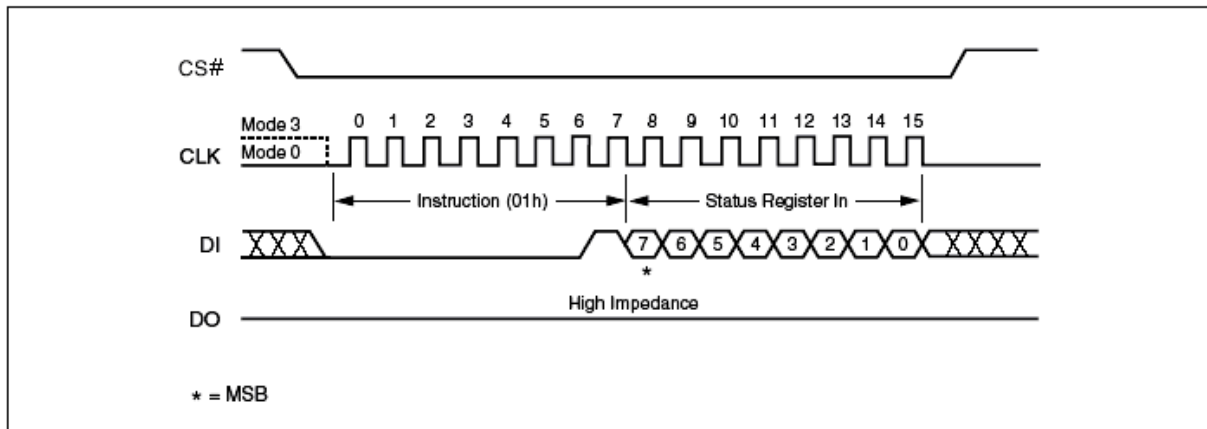 CS#
0 1 2 3 4 5 6 7 8 9 10 11 12 13 14 15
Mode 3
CLK Mode 0
Instruction (01h) Status Register In
DI 7 6 5 4 3 2 1 0
*
High Impedance
DO
* = MSB